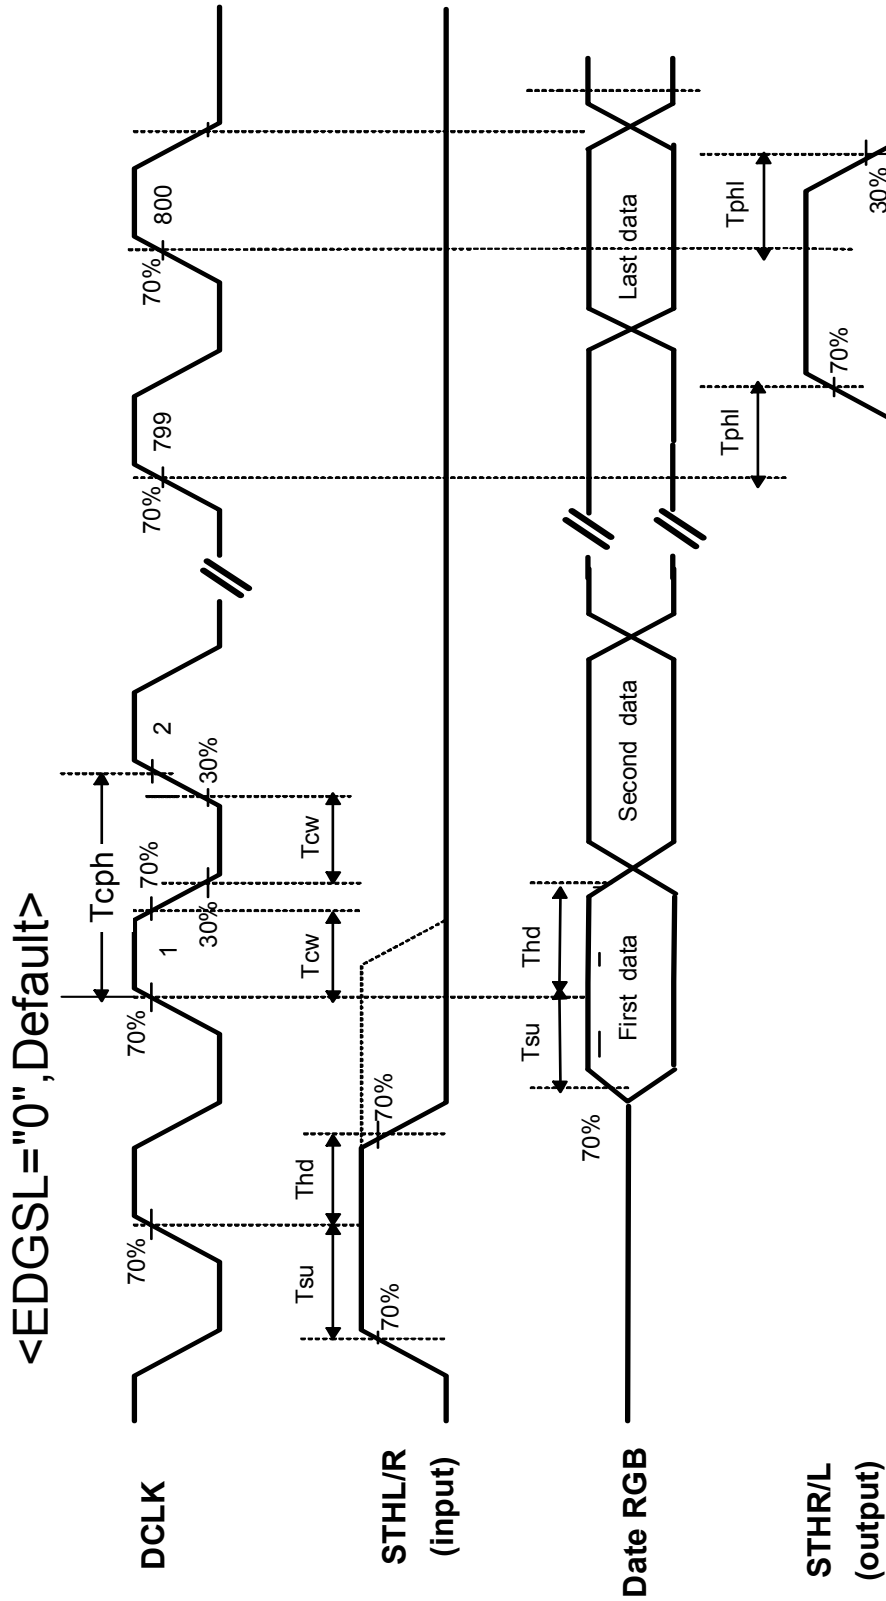 <EDGSL="0",Default>
Tcph
DCLK
70%
70%
1
70%
30%
30%
2
70%
799
70%
800
Tcw
Tcw
STHL/R
(input)
Tsu
Thd
70%
70%
Date RGB
70%
Tsu
Thd
First data
Second data
Last data
STHR/L
(output)
Tphl
Tphl
70%
30%